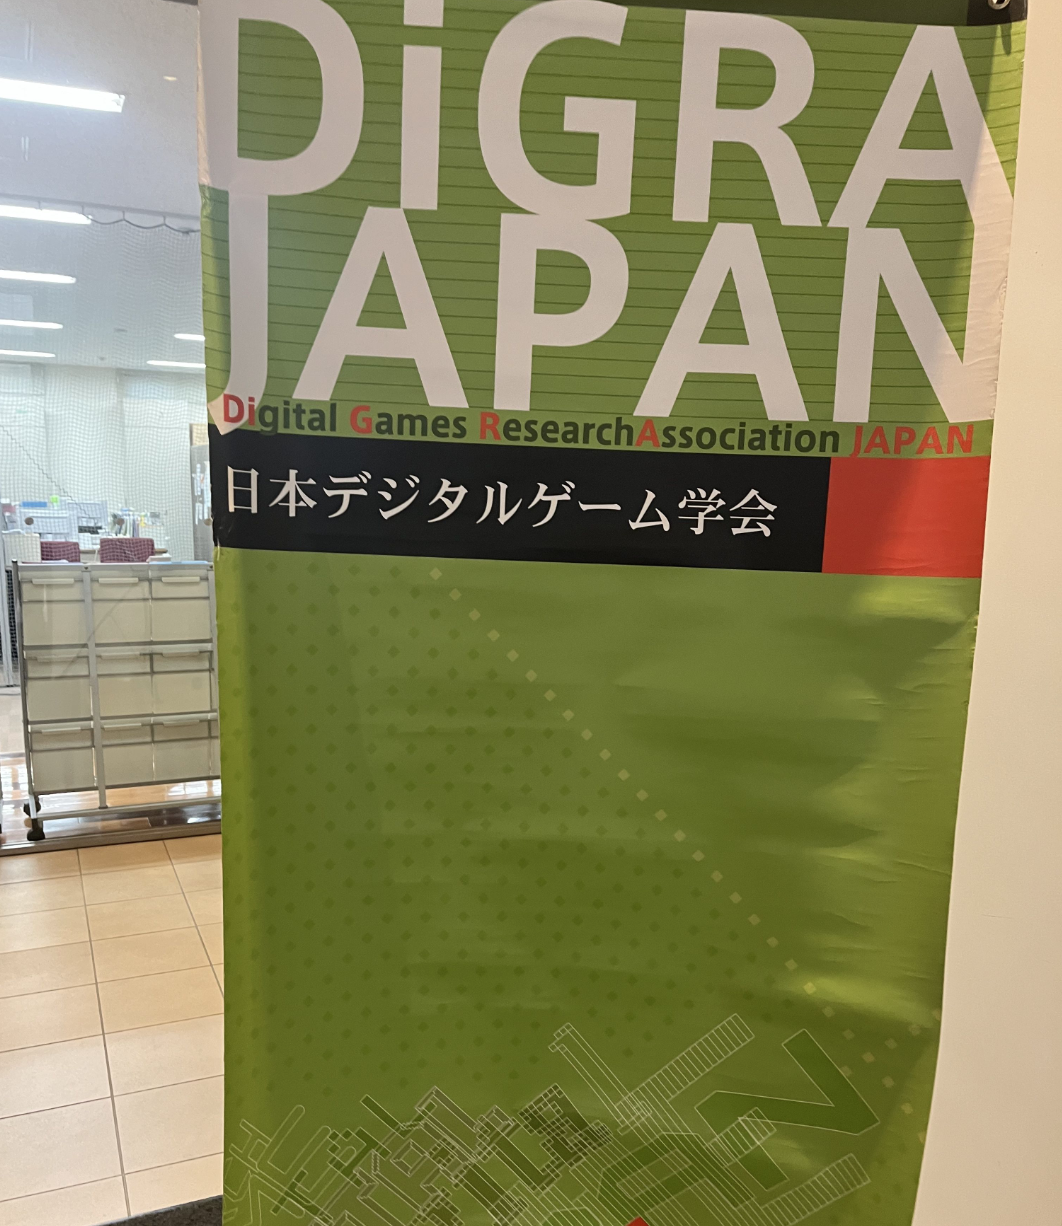 DiGRA
JAPAN
Digital Games ResearchAssociation JAPAN
日本デジタルゲーム学会